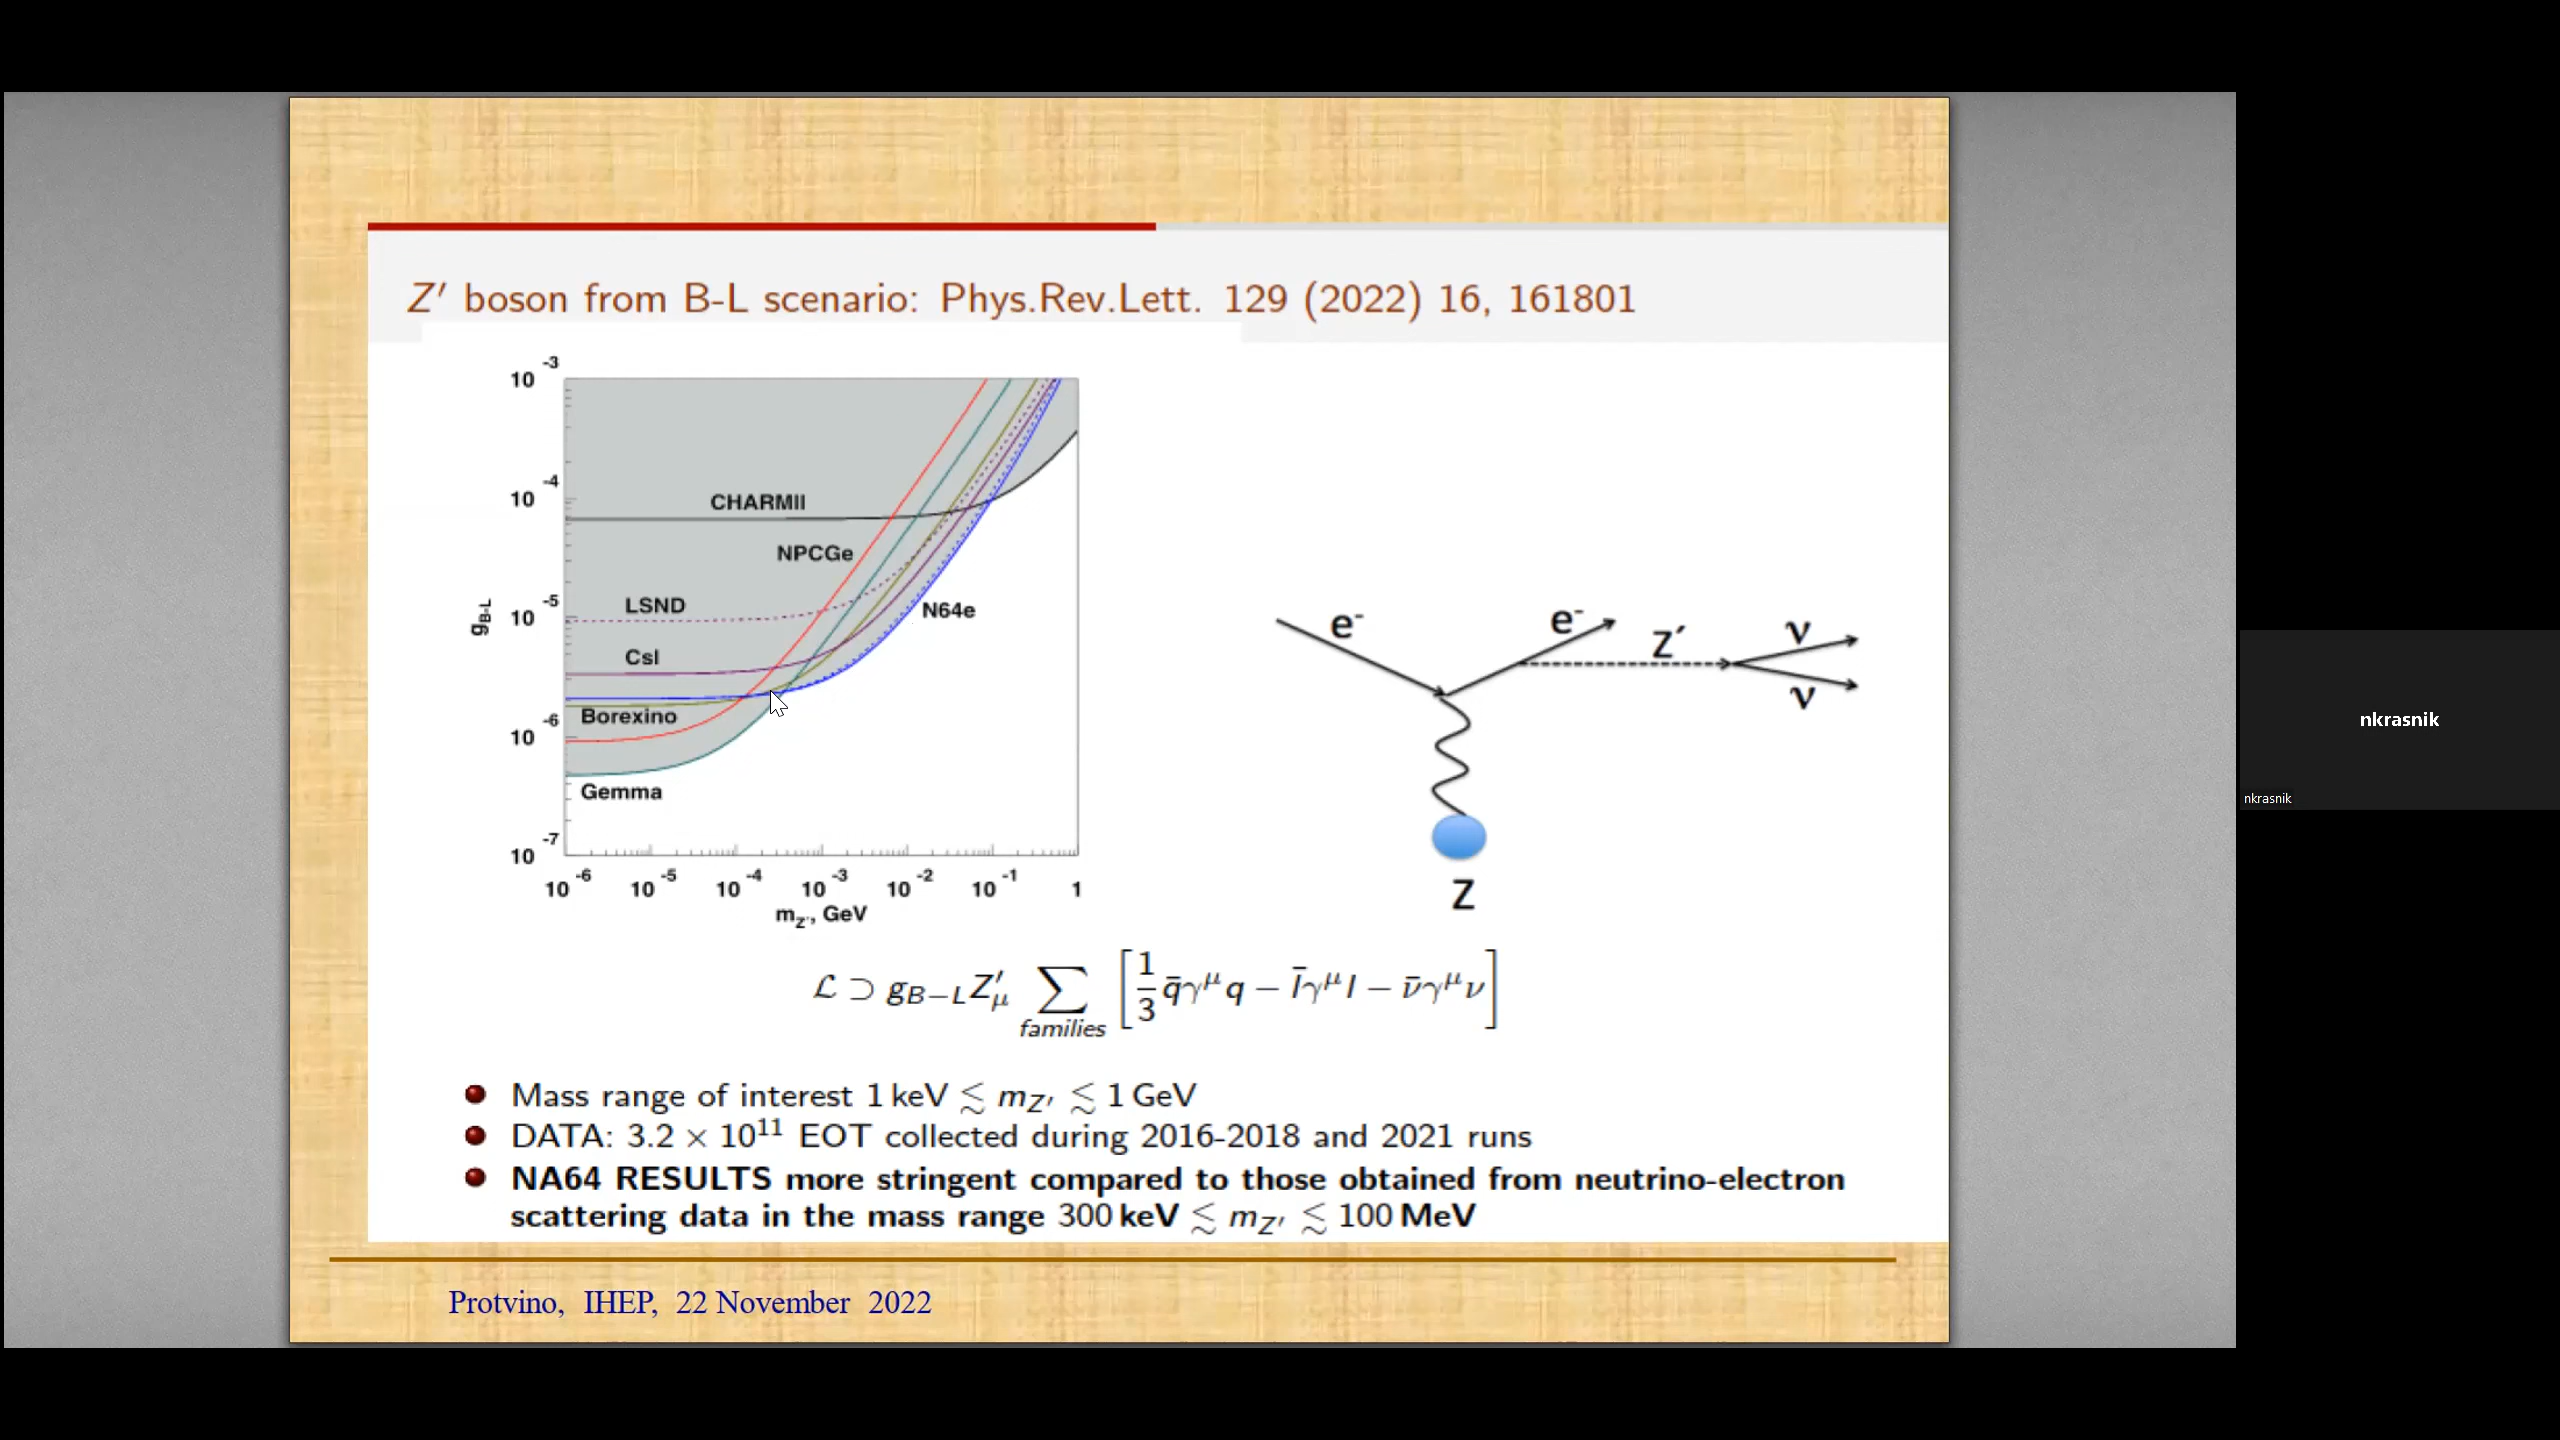 Z′ boson from B-L scenario: Phys.Rev.Lett. 129 (2022) 16, 161801
10 -3
10 -4
10 -5
10 -6
10 -7
g_B-L
CHARMII
NPCGe
LSND
N64e
CsI
Borexino
Gemma
10 -6 10 -5 10 -4 10 -3 10 -2 10 -1 1
m_Z′, GeV
e⁻ e⁻ Z′ ν
ν
Z
ℒ ⊃ g_{B−L} Z′_μ ∑_{families} [ 1/3 q̄γ^μ q − l̄γ^μ l − ν̄γ^μ ν ]
Mass range of interest 1 keV ≲ m_Z′ ≲ 1 GeV
DATA: 3.2 × 10¹¹ EOT collected during 2016-2018 and 2021 runs
NA64 RESULTS more stringent compared to those obtained from neutrino-electron
scattering data in the mass range 300 keV ≲ m_Z′ ≲ 100 MeV
Protvino, IHEP, 22 November 2022
nkrasnik
nkrasnik